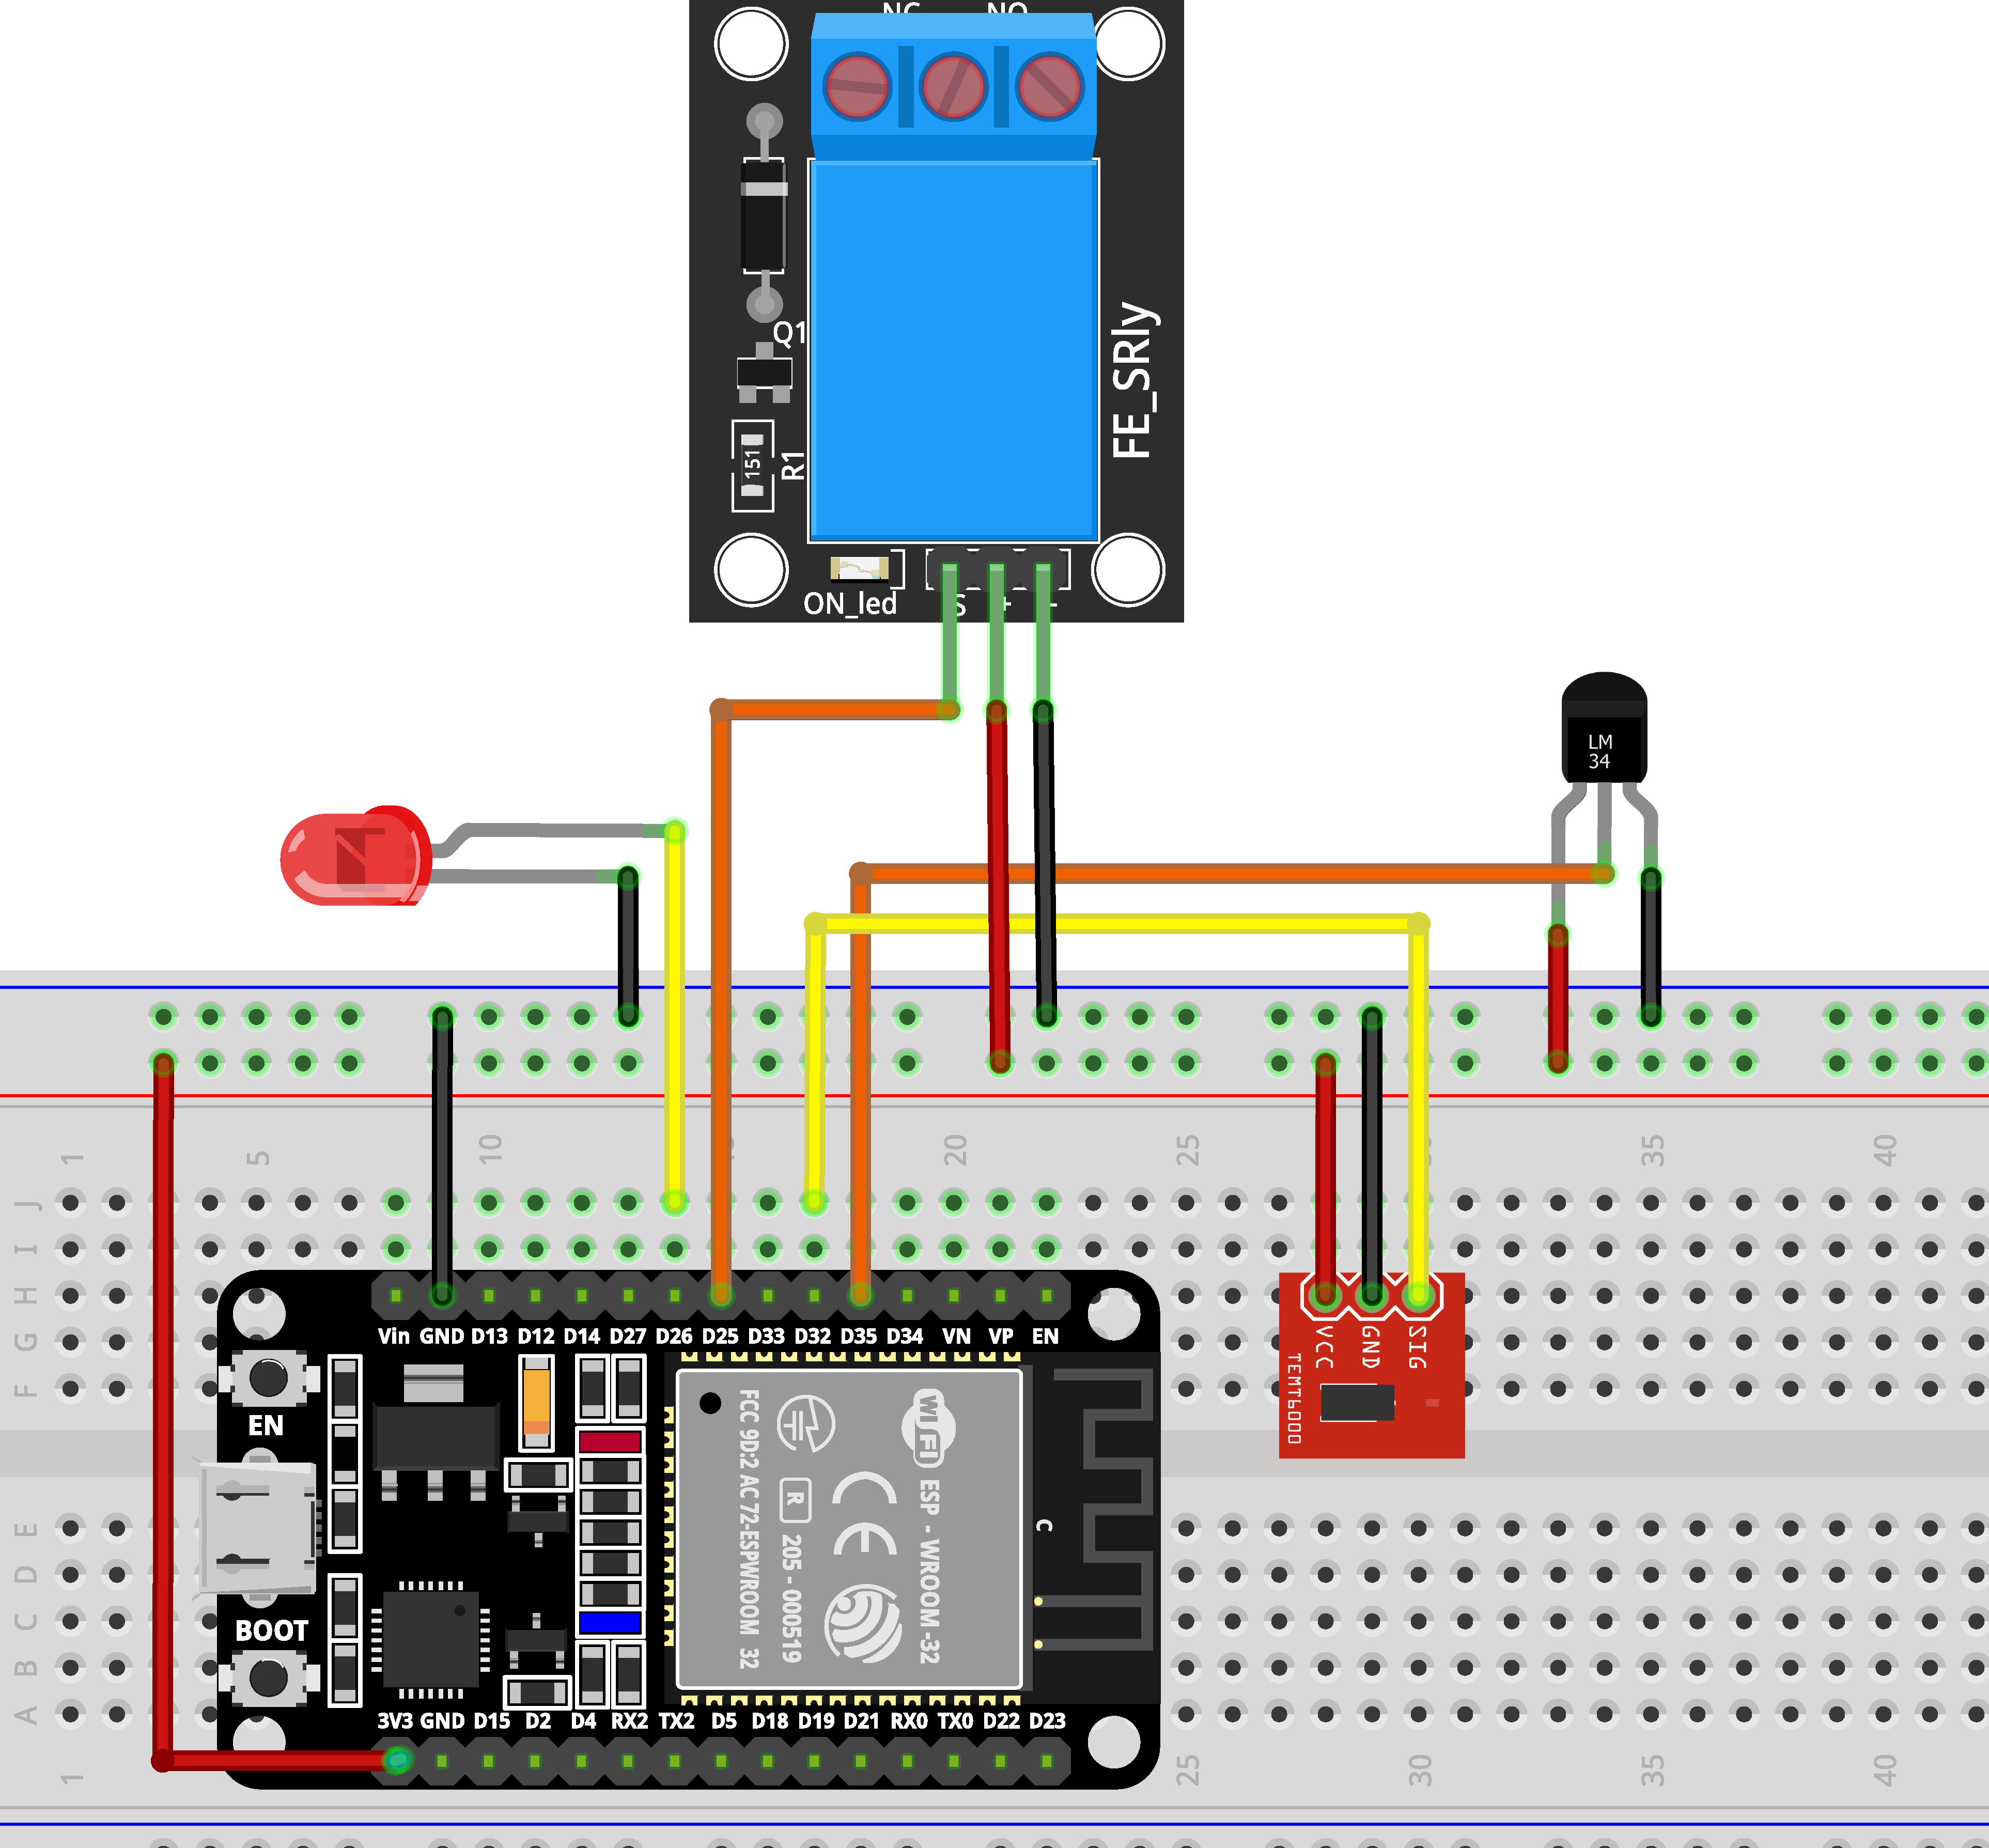 NC NO
Q1
FE_SRly
151
R1
ON_led
S + -
LM
34
1 5 10 20 25 35 40
J
I
H
G
F
E
D
C
B
A
Vin GND D13 D12 D14 D27 D26 D25 D33 D32 D35 D34 VN VP EN
EN
BOOT
FCC 9D:2 AC 72-ESPWROOM 32
R
205 - 000519
CE
WiFi
ESP - WROOM -32
C
3V3 GND D15 D2 D4 RX2 TX2 D5 D18 D19 D21 RX0 TX0 D22 D23
VCC
GND
SIG
TEMT6000
1 25 30 35 40